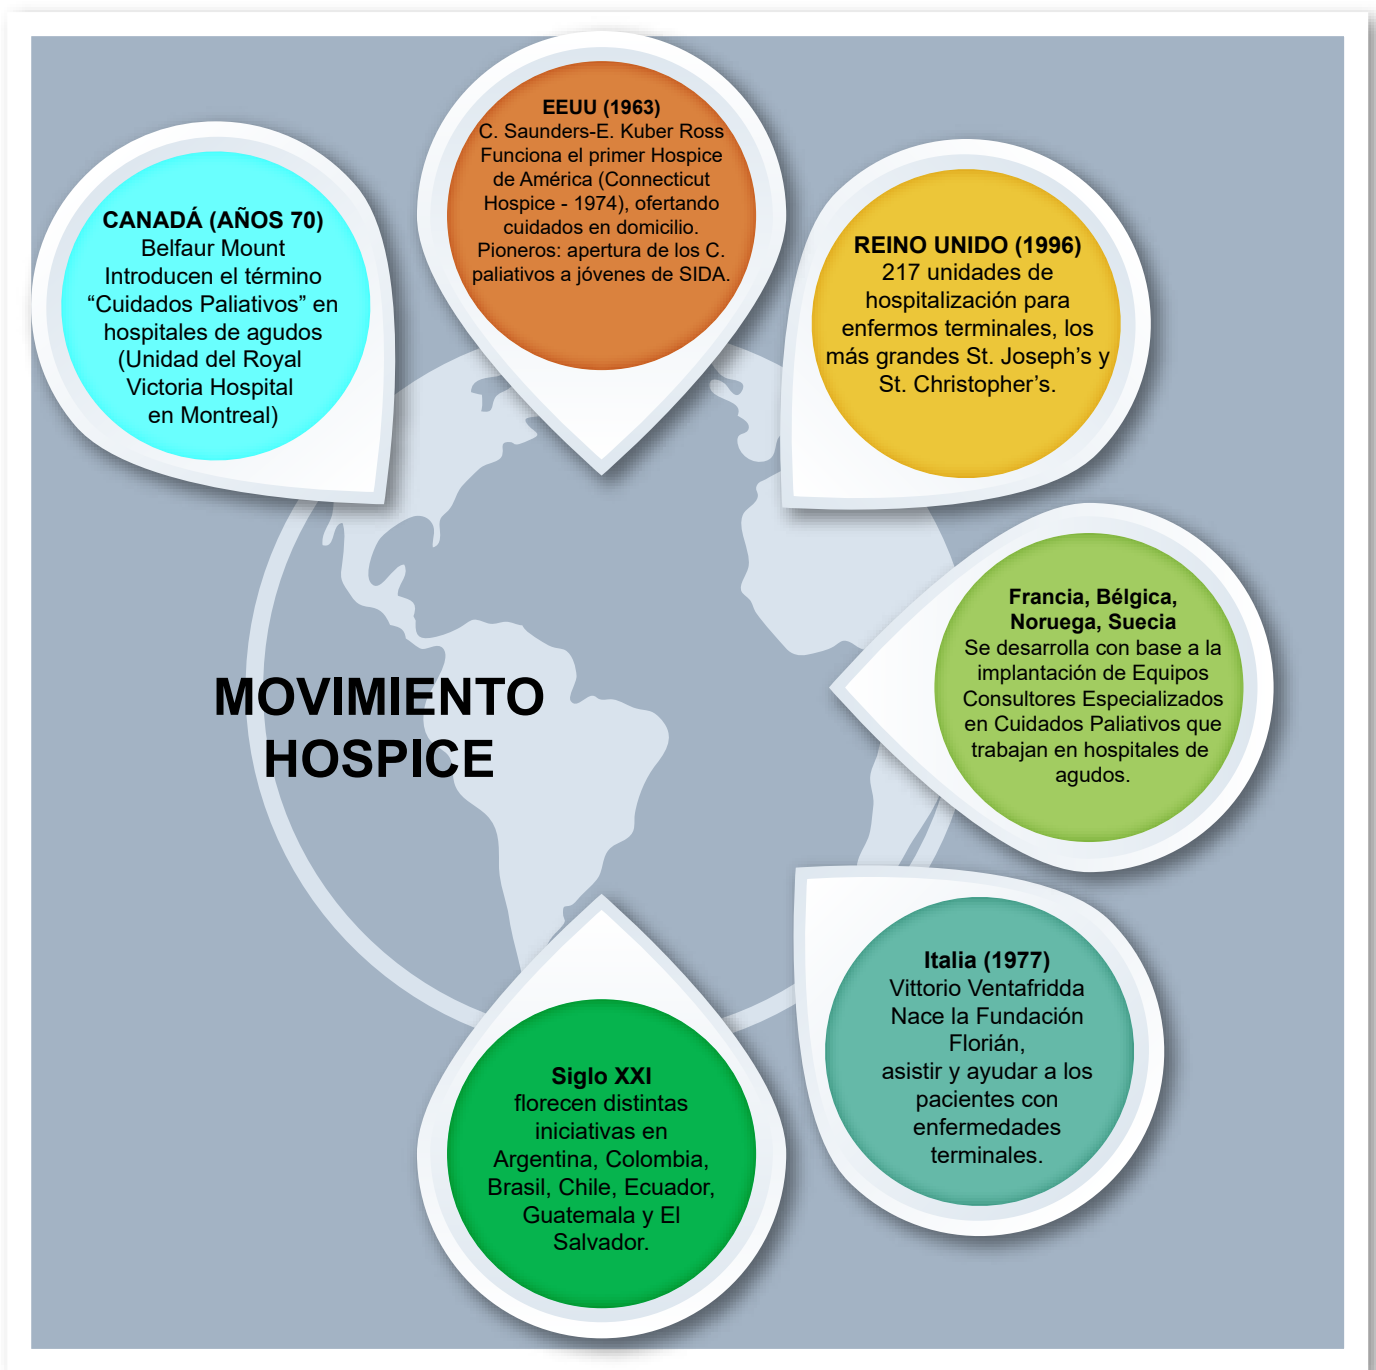 EEUU (1963)
C. Saunders-E. Kuber Ross
Funciona el primer Hospice
de América (Connecticut
Hospice - 1974), ofertando
cuidados en domicilio.
Pioneros: apertura de los C.
paliativos a jóvenes de SIDA.
CANADÁ (AÑOS 70)
Belfaur Mount
Introducen el término
“Cuidados Paliativos” en
hospitales de agudos
(Unidad del Royal
Victoria Hospital
en Montreal)
REINO UNIDO (1996)
217 unidades de
hospitalización para
enfermos terminales, los
más grandes St. Joseph’s y
St. Christopher’s.
Francia, Bélgica,
Noruega, Suecia
Se desarrolla con base a la
implantación de Equipos
Consultores Especializados
en Cuidados Paliativos que
trabajan en hospitales de
agudos.
MOVIMIENTO
HOSPICE
Italia (1977)
Vittorio Ventafridda
Nace la Fundación
Florián,
asistir y ayudar a los
pacientes con
enfermedades
terminales.
Siglo XXI
florecen distintas
iniciativas en
Argentina, Colombia,
Brasil, Chile, Ecuador,
Guatemala y El
Salvador.